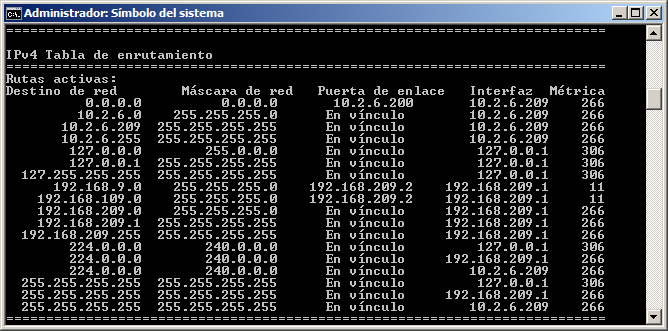 Administrador: Símbolo del sistema
===========================================================================
IPv4 Tabla de enrutamiento
===========================================================================
Rutas activas:
Destino de red Máscara de red Puerta de enlace Interfaz Métrica
0.0.0.0 0.0.0.0 10.2.6.200 10.2.6.209 266
10.2.6.0 255.255.255.0 En vínculo 10.2.6.209 266
10.2.6.209 255.255.255.255 En vínculo 10.2.6.209 266
10.2.6.255 255.255.255.255 En vínculo 10.2.6.209 266
127.0.0.0 255.0.0.0 En vínculo 127.0.0.1 306
127.0.0.1 255.255.255.255 En vínculo 127.0.0.1 306
127.255.255.255 255.255.255.255 En vínculo 127.0.0.1 306
192.168.9.0 255.255.255.0 192.168.209.2 192.168.209.1 11
192.168.109.0 255.255.255.0 192.168.209.2 192.168.209.1 11
192.168.209.0 255.255.255.0 En vínculo 192.168.209.1 266
192.168.209.1 255.255.255.255 En vínculo 192.168.209.1 266
192.168.209.255 255.255.255.255 En vínculo 192.168.209.1 266
224.0.0.0 240.0.0.0 En vínculo 127.0.0.1 306
224.0.0.0 240.0.0.0 En vínculo 192.168.209.1 266
224.0.0.0 240.0.0.0 En vínculo 10.2.6.209 266
255.255.255.255 255.255.255.255 En vínculo 127.0.0.1 306
255.255.255.255 255.255.255.255 En vínculo 192.168.209.1 266
255.255.255.255 255.255.255.255 En vínculo 10.2.6.209 266
===========================================================================